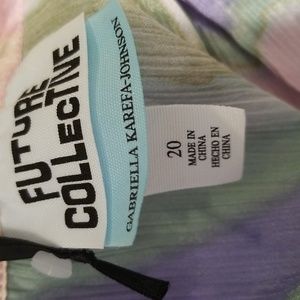 FUTURE
COLLECTIVE
GABRIELLA KAREFA-JOHNSON
20
MADE IN
CHINA
HECHO EN
CHINA